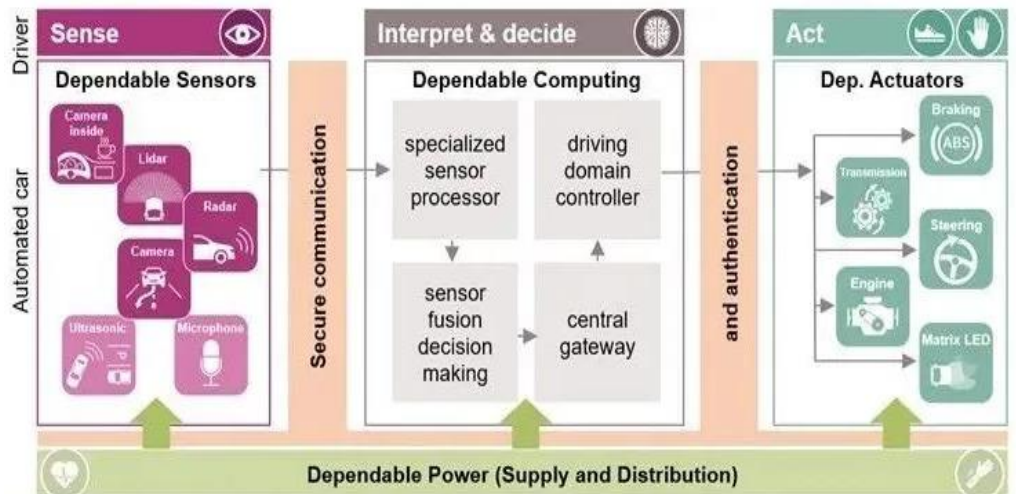 Driver
Sense
Interpret & decide
Act
Automated car
Dependable Sensors
Camera
inside
Lidar
Radar
Camera
Ultrasonic
Microphone
Secure communication
Dependable Computing
specialized
sensor
processor
driving
domain
controller
sensor
fusion
decision
making
central
gateway
and authentication
Dep. Actuators
Braking
ABS
Transmission
Steering
Engine
Matrix LED
Dependable Power (Supply and Distribution)